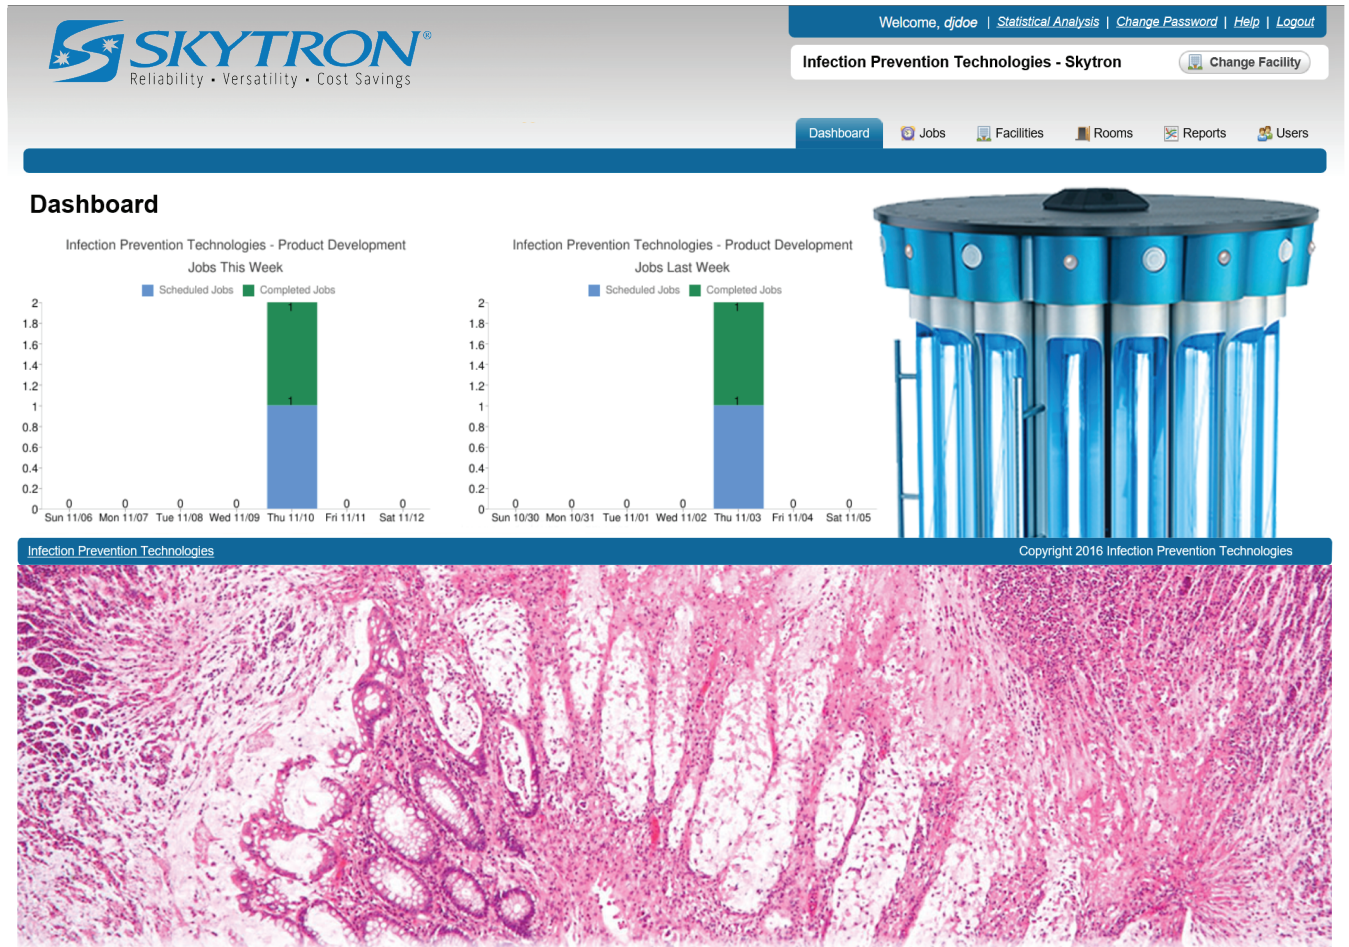 SKYTRON®
Reliability • Versatility • Cost Savings
Welcome, djdoe | Statistical Analysis | Change Password | Help | Logout
Infection Prevention Technologies - Skytron
Change Facility
Dashboard
Jobs
Facilities
Rooms
Reports
Users
Dashboard
Infection Prevention Technologies - Product Development
Jobs This Week
Scheduled Jobs
Completed Jobs
2
1.8
1.6
1.4
1.2
1
0.8
0.6
0.4
0.2
0
1
1
0
0
0
0
0
0
Sun 11/06
Mon 11/07
Tue 11/08
Wed 11/09
Thu 11/10
Fri 11/11
Sat 11/12
Infection Prevention Technologies - Product Development
Jobs Last Week
Scheduled Jobs
Completed Jobs
2
1.8
1.6
1.4
1.2
1
0.8
0.6
0.4
0.2
0
1
1
0
0
0
0
0
0
Sun 10/30
Mon 10/31
Tue 11/01
Wed 11/02
Thu 11/03
Fri 11/04
Sat 11/05
Infection Prevention Technologies
Copyright 2016 Infection Prevention Technologies